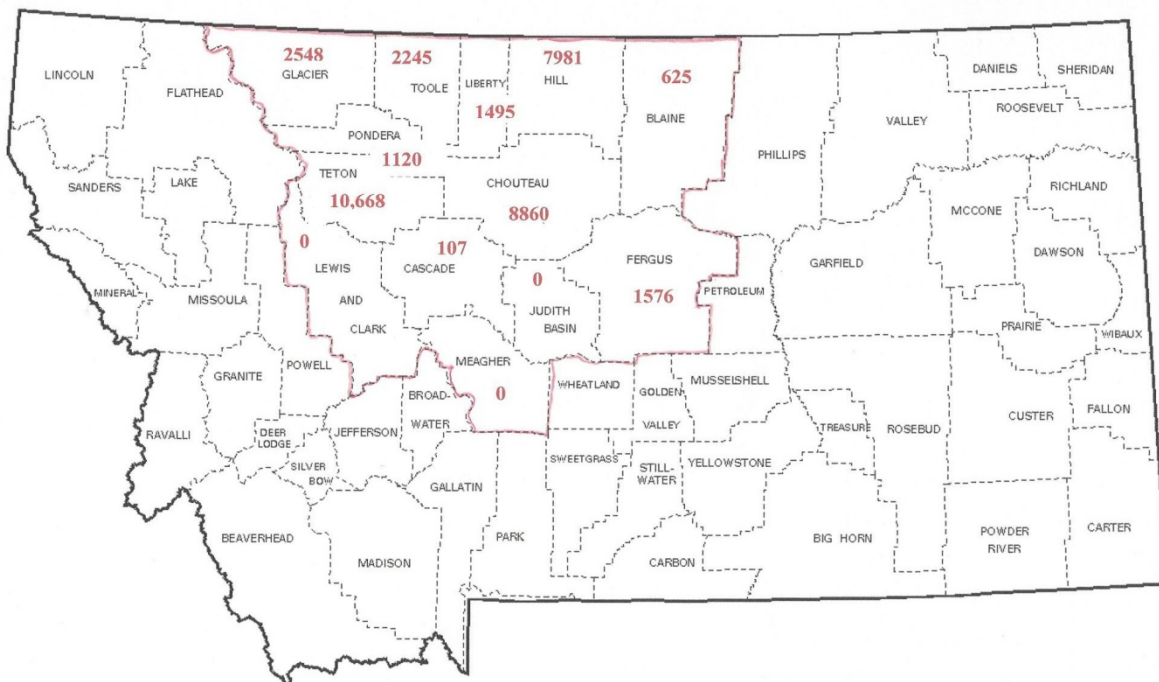 LINCOLN
FLATHEAD
2548
GLACIER
2245
TOOLE
LIBERTY
1495
7981
HILL
625
BLAINE
PHILLIPS
VALLEY
DANIELS
SHERIDAN
ROOSEVELT
PONDERA
1120
TETON
10,668
CHOUTEAU
8860
SANDERS
LAKE
RICHLAND
MCCONE
DAWSON
GARFIELD
0
LEWIS
AND
CLARK
107
CASCADE
0
JUDITH
BASIN
FERGUS
1576
PETROLEUM
MINERAL
MISSOULA
PRAIRIE
WIBAUX
GRANITE
POWELL
MEAGHER
0
BROAD-
WATER
WHEATLAND
GOLDEN
VALLEY
MUSSELSHELL
TREASURE
ROSEBUD
CUSTER
FALLON
RAVALLI
DEER
LODGE
SILVER
BOW
JEFFERSON
GALLATIN
SWEETGRASS
STILL-
WATER
YELLOWSTONE
BEAVERHEAD
MADISON
PARK
CARBON
BIG HORN
POWDER
RIVER
CARTER